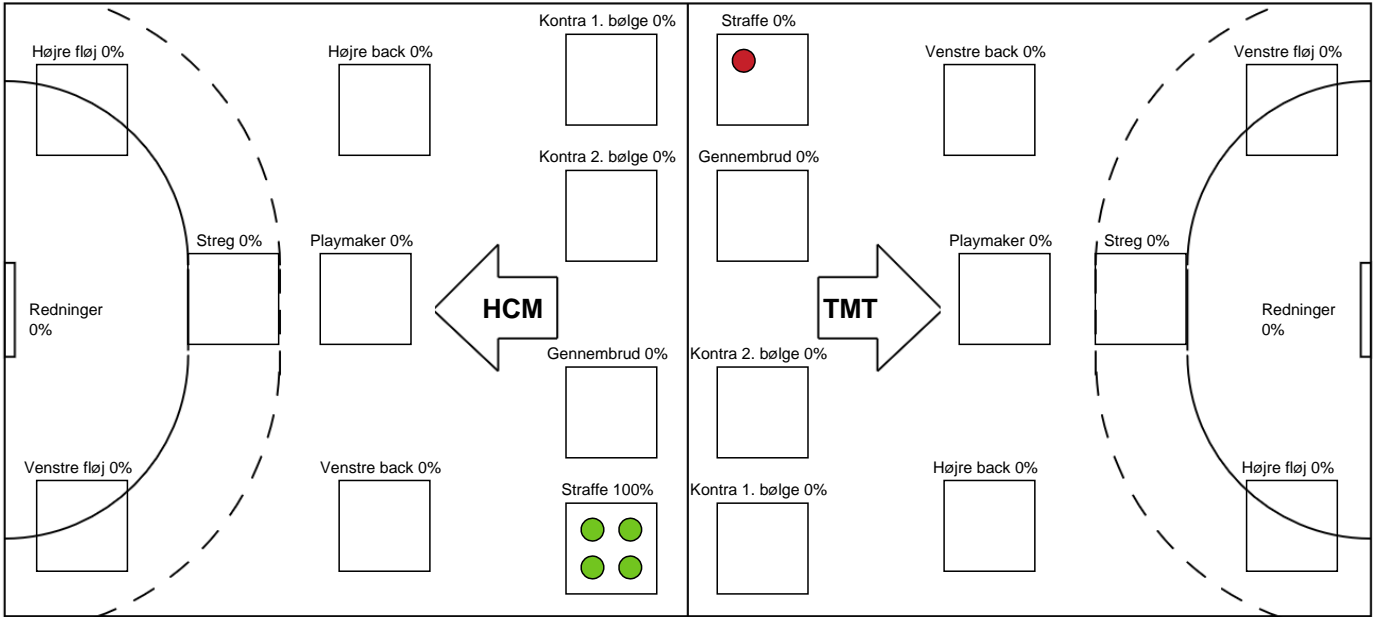 Kontra 1. bølge 0%
Straffe 0%
Højre fløj 0%
Højre back 0%
Venstre back 0%
Venstre fløj 0%
Kontra 2. bølge 0%
Gennembrud 0%
Streg 0%
Playmaker 0%
Playmaker 0%
Streg 0%
Redninger
0%
HCM
TMT
Redninger
0%
Gennembrud 0%
Kontra 2. bølge 0%
Venstre fløj 0%
Venstre back 0%
Højre back 0%
Højre fløj 0%
Straffe 100%
Kontra 1. bølge 0%